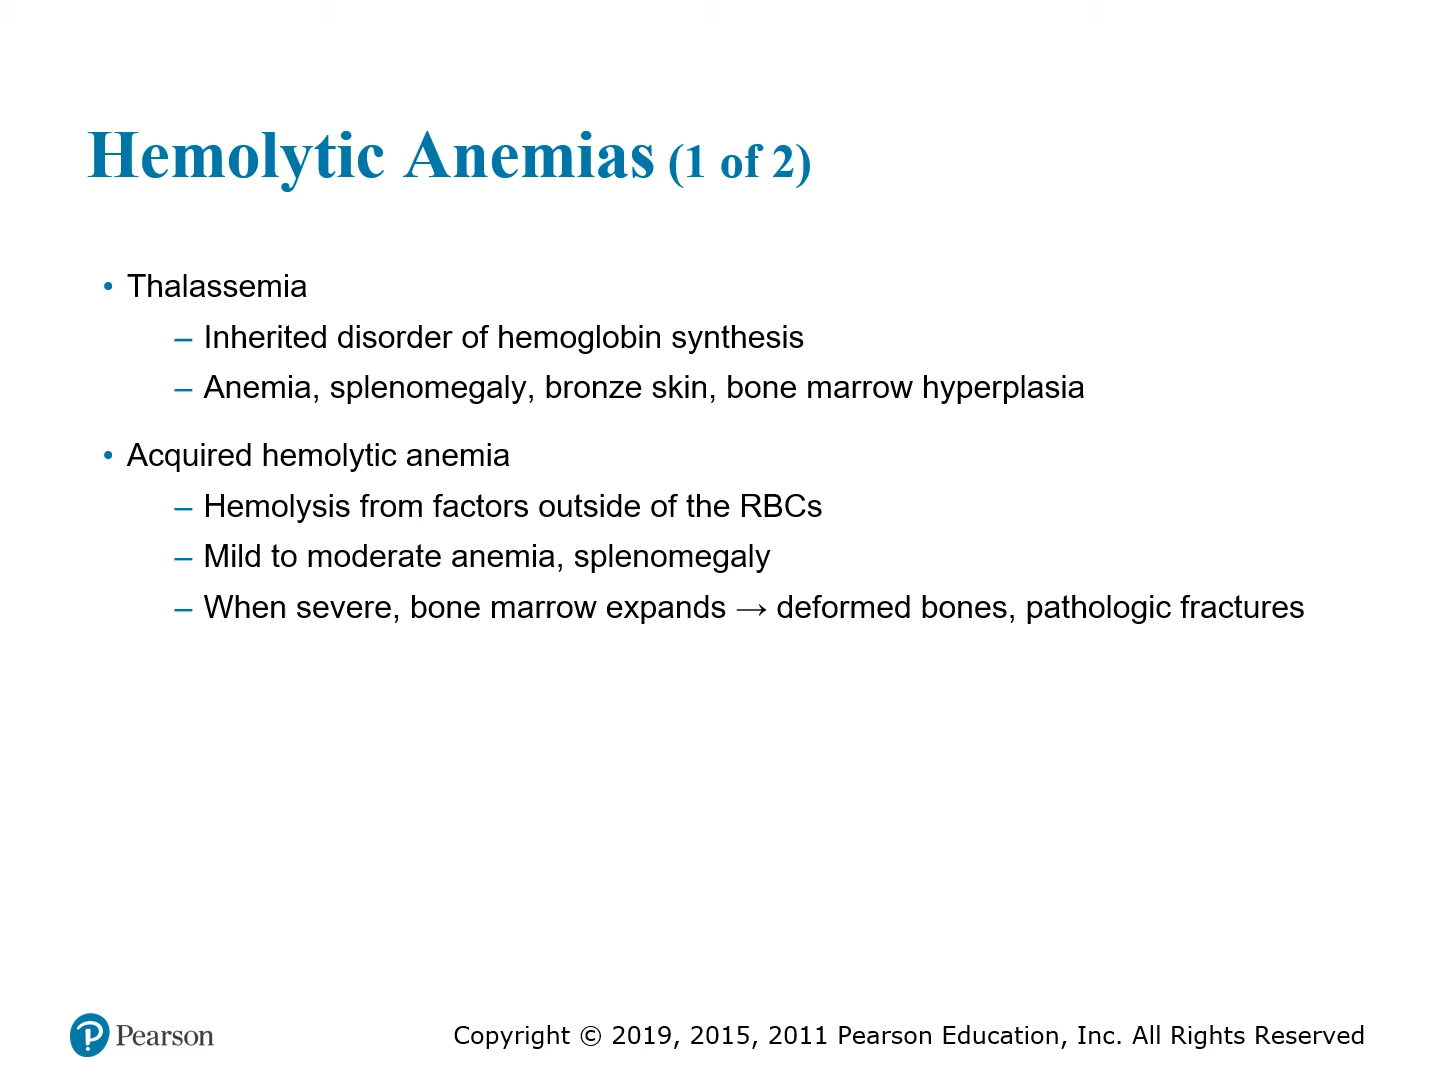 Hemolytic Anemias (1 of 2)
• Thalassemia
– Inherited disorder of hemoglobin synthesis
– Anemia, splenomegaly, bronze skin, bone marrow hyperplasia
• Acquired hemolytic anemia
– Hemolysis from factors outside of the RBCs
– Mild to moderate anemia, splenomegaly
– When severe, bone marrow expands → deformed bones, pathologic fractures
Pearson
Copyright © 2019, 2015, 2011 Pearson Education, Inc. All Rights Reserved